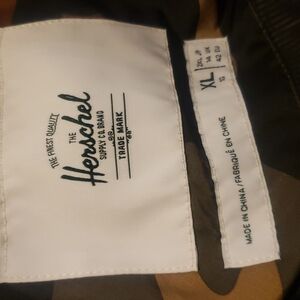 THE FINEST QUALITY
THE
Herschel
SUPPLY CO. BRAND
TRADE MARK
XL
MADE IN CHINA / FABRIQUÉ EN CHINE